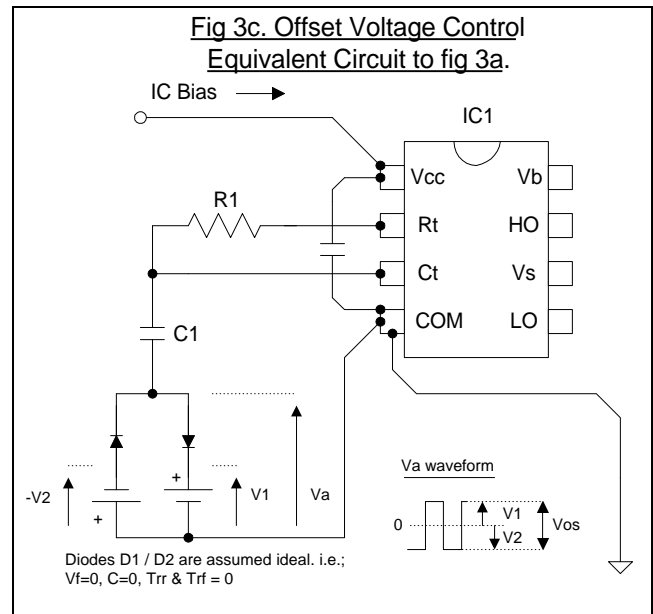 Fig 3c. Offset Voltage Control
Equivalent Circuit to fig 3a.
IC Bias
IC1
Vcc
Vb
R1
Rt
HO
Ct
Vs
C1
COM
LO
Va waveform
-V2
+
+
V1
Va
0
V1
V2
Vos
Diodes D1 / D2 are assumed ideal. i.e.;
Vf=0, C=0, Trr & Trf = 0